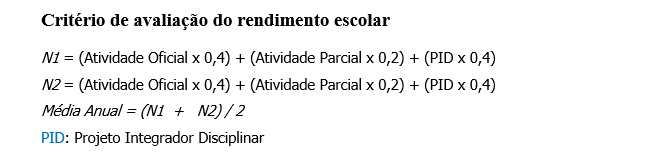 Critério de avaliação do rendimento escolar
N1 = (Atividade Oficial x 0,4) + (Atividade Parcial x 0,2) + (PID x 0,4)
N2 = (Atividade Oficial x 0,4) + (Atividade Parcial x 0,2) + (PID x 0,4)
Média Anual = (N1 + N2) / 2
PID: Projeto Integrador Disciplinar